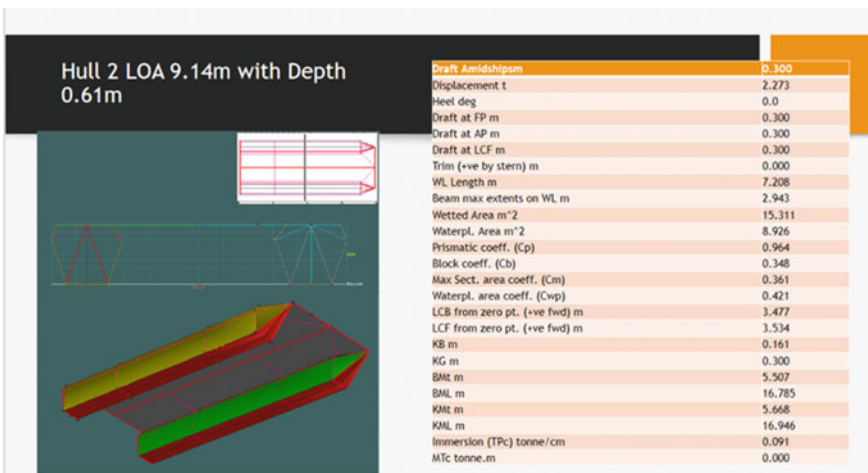 Hull 2 LOA 9.14m with Depth
0.61m
Draft Amidshipsm 0.300
Displacement t 2.273
Heel deg 0.0
Draft at FP m 0.300
Draft at AP m 0.300
Draft at LCF m 0.300
Trim (+ve by stern) m 0.000
WL Length m 7.208
Beam max extents on WL m 2.943
Wetted Area m^2 15.311
Waterpl. Area m^2 8.926
Prismatic coeff. (Cp) 0.964
Block coeff. (Cb) 0.348
Max Sect. area coeff. (Cm) 0.361
Waterpl. area coeff. (Cwp) 0.421
LCB from zero pt. (+ve fwd) m 3.477
LCF from zero pt. (+ve fwd) m 3.534
KB m 0.161
KG m 0.300
BMt m 5.507
BML m 16.785
KMt m 5.668
KML m 16.946
Immersion (TPc) tonne/cm 0.091
MTc tonne.m 0.000